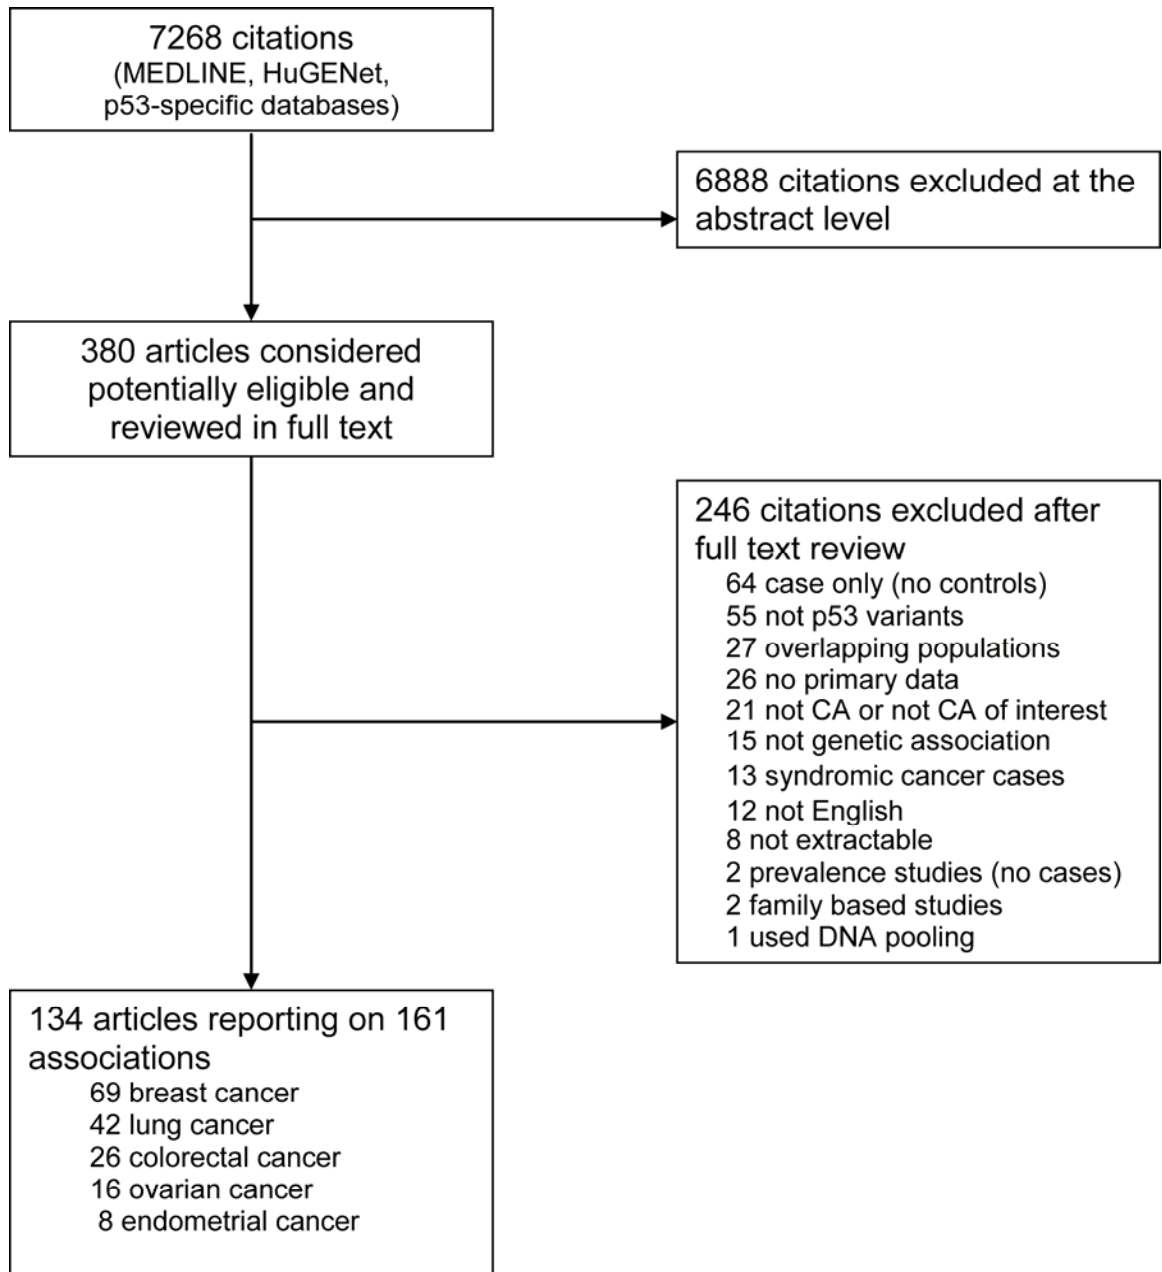 7268 citations
(MEDLINE, HuGENet,
p53-specific databases)
6888 citations excluded at the
abstract level
380 articles considered
potentially eligible and
reviewed in full text
246 citations excluded after
full text review
64 case only (no controls)
55 not p53 variants
27 overlapping populations
26 no primary data
21 not CA or not CA of interest
15 not genetic association
13 syndromic cancer cases
12 not English
8 not extractable
2 prevalence studies (no cases)
2 family based studies
1 used DNA pooling
134 articles reporting on 161
associations
69 breast cancer
42 lung cancer
26 colorectal cancer
16 ovarian cancer
8 endometrial cancer